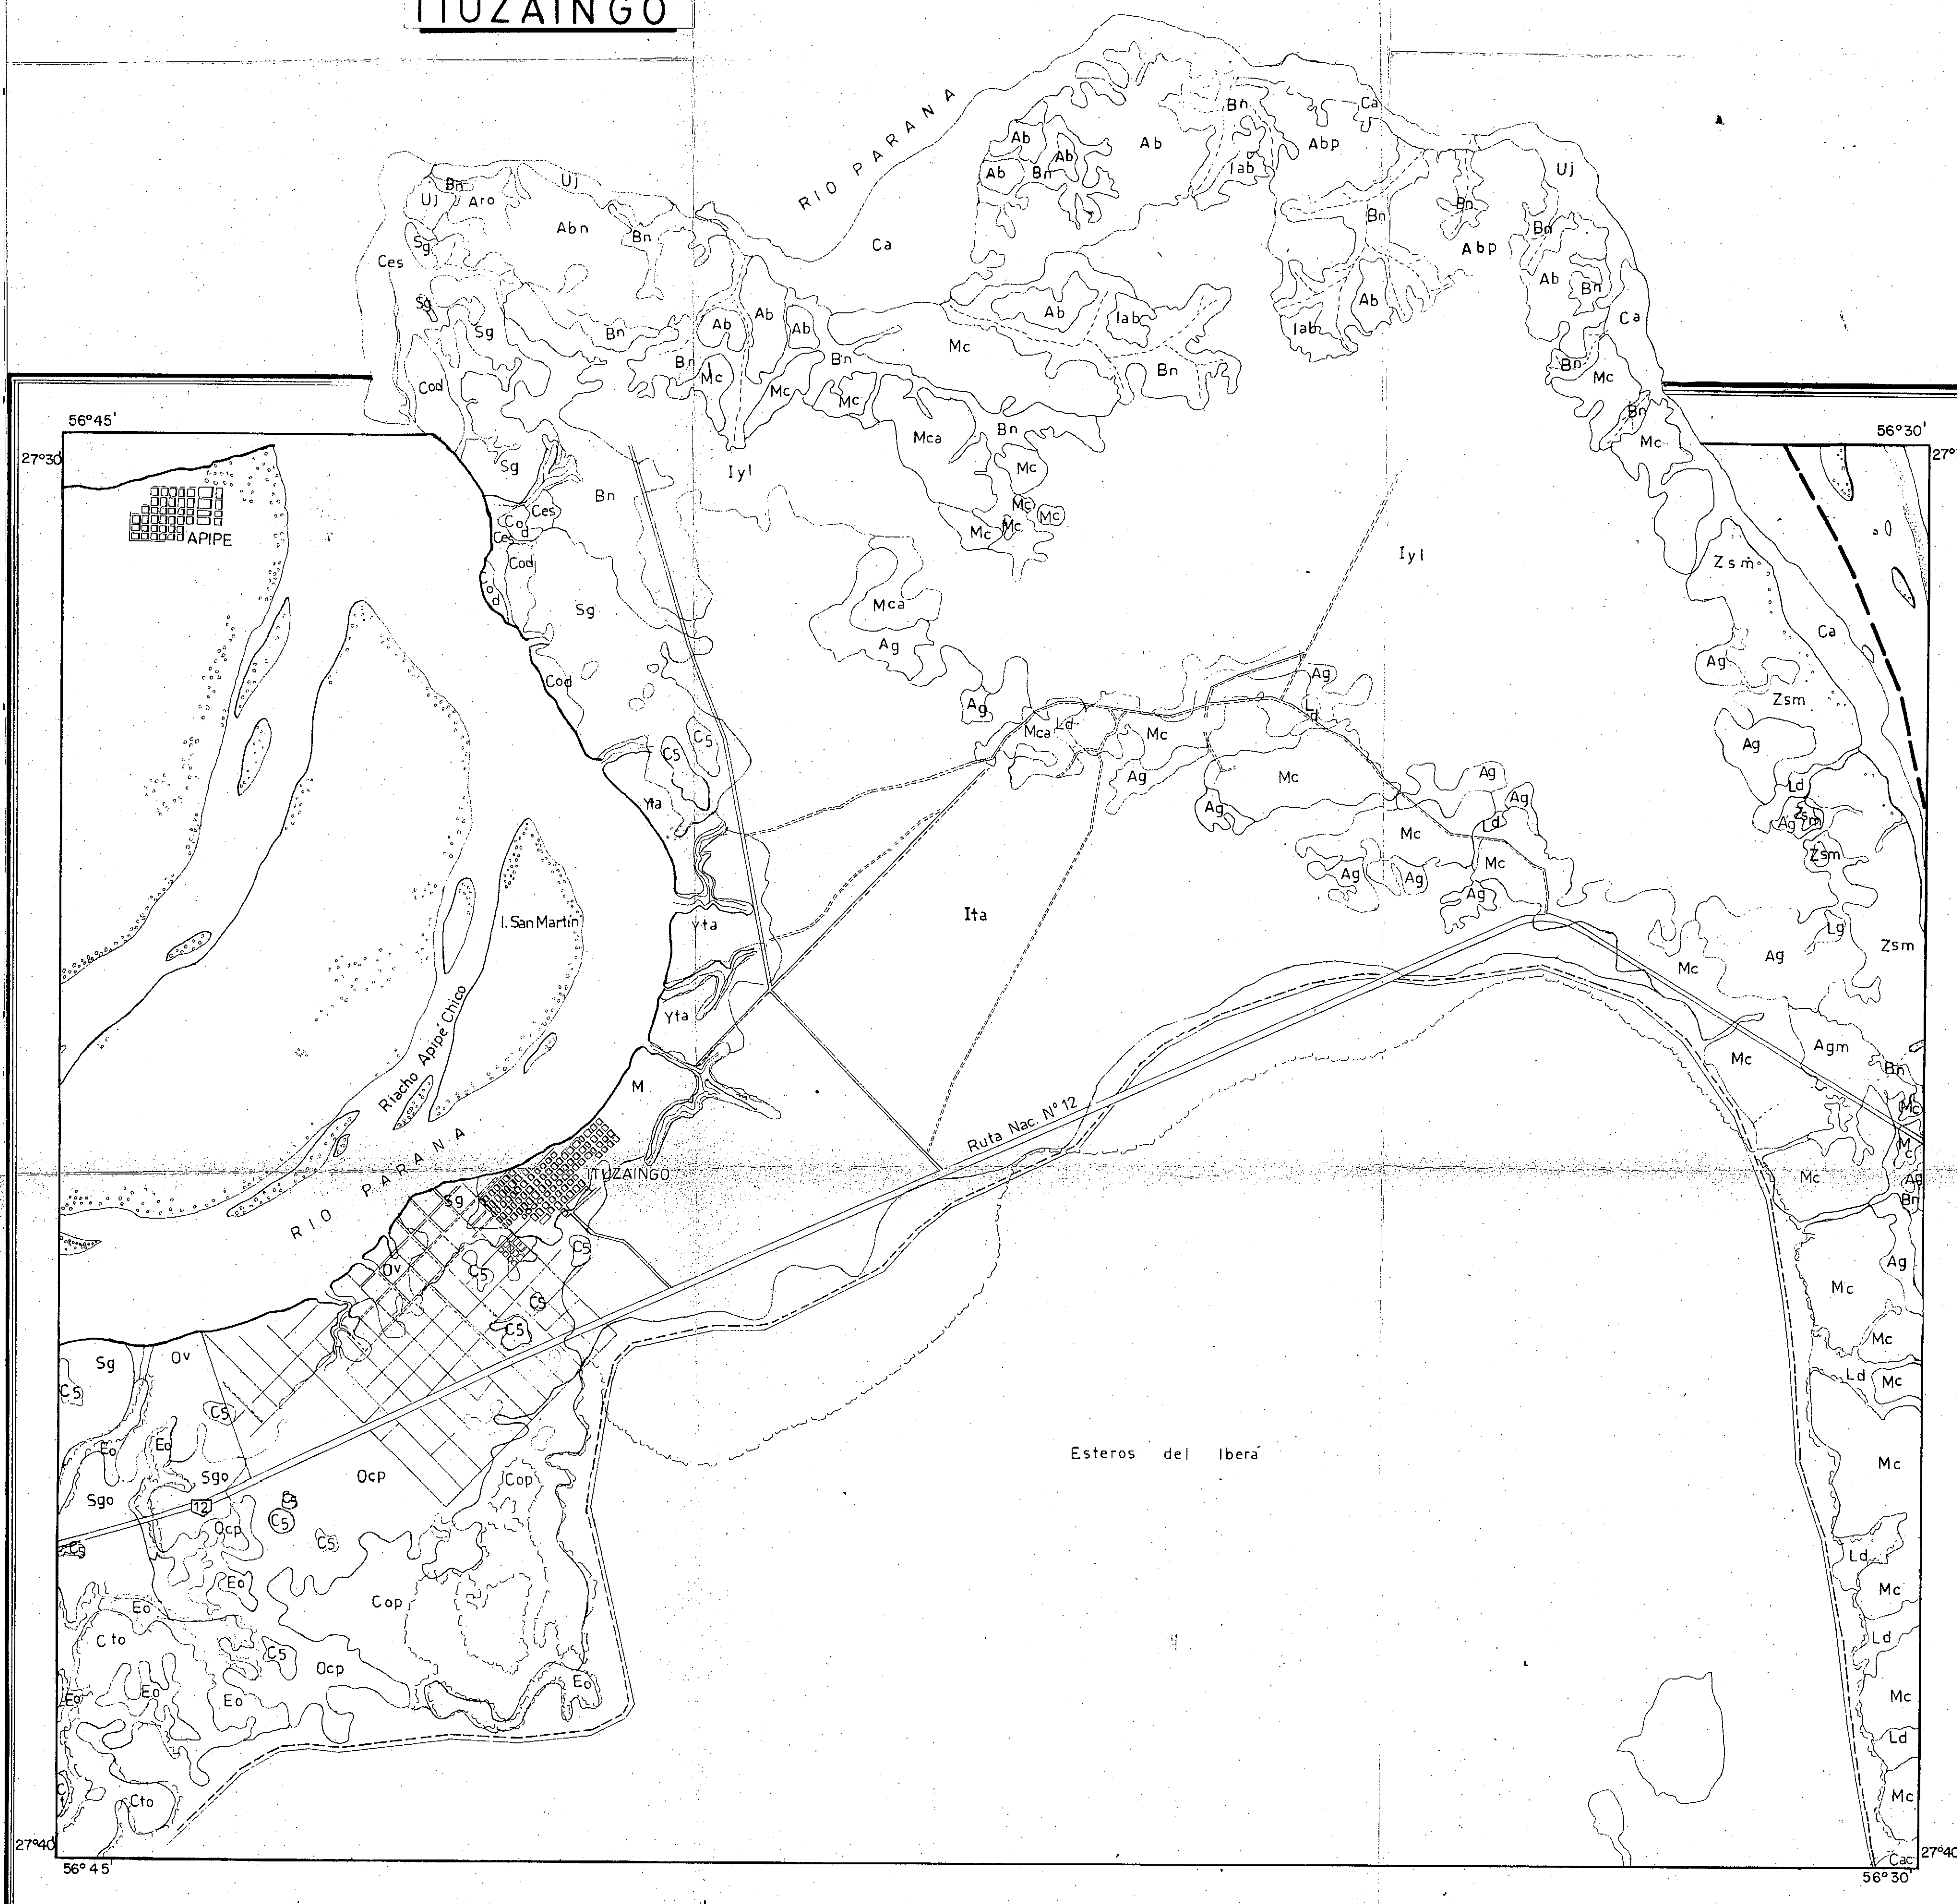 ITUZAINGO
RIO PARANA
Bn
Ca
Ab
Ab
Abp
Ab
Bn
Ab
Iab
Uj
Bn
Uj
Uj
Aro
Abn
Bn
Bn
Bn
Bn
Sg
Ces
Ca
Abp
Ab
Bn
Sg
Ab
Ab
Ab
Ab
Iab
Iab
Ab
Ca
Sg
Bn
Mc
Bn
Bn
Bn
Bn
Mc
Cod
Mc
Mc
Mc
Bn
56°45'
Mca
Bn
Mc
56°30'
27°30'
Sg
Iyl
Mc
Bn
Ces
Mc
Mc
APIPE
Cod
Ces
Mc
Mc
Iyl
Cod
Zsm
Cod
Sg
Mca
Ca
Ag
Ag
Cod
Ag
Ag
Zsm
Ld
Mca
Ld
Mc
C5
C5
Ag
Ag
Mc
Ag
Ld
Yta
Ag
Ag
Ld
Mc
Ag
Zsm
Mc
Zsm
Ag
Ag
Ag
I. San Martín
Yta
Ita
Lg
Zsm
Ag
Mc
Riacho Apipé Chico
Yta
Agm
Mc
Bn
M
Ruta Nac. N° 12
Mc
RIO PARANA
Mc
ITUZAINGO
Mc
Ag
Sg
Bn
C5
Ov
C5
Ag
Mc
C5
C5
Mc
Sg
Ov
Ld
Mc
C5
C5
Eo
Eo
Esteros del Iberá
Mc
Sgo
Ocp
Cop
Sgo
12
C5
C5
Ocp
C5
C5
Ld
Eo
Mc
Eo
Cop
Cto
Ld
C5
Ocp
Eo
Eo
Eo
Eo
Mc
Ld
Cto
Mc
27°40'
Cac
27°40
56°45'
56°30'